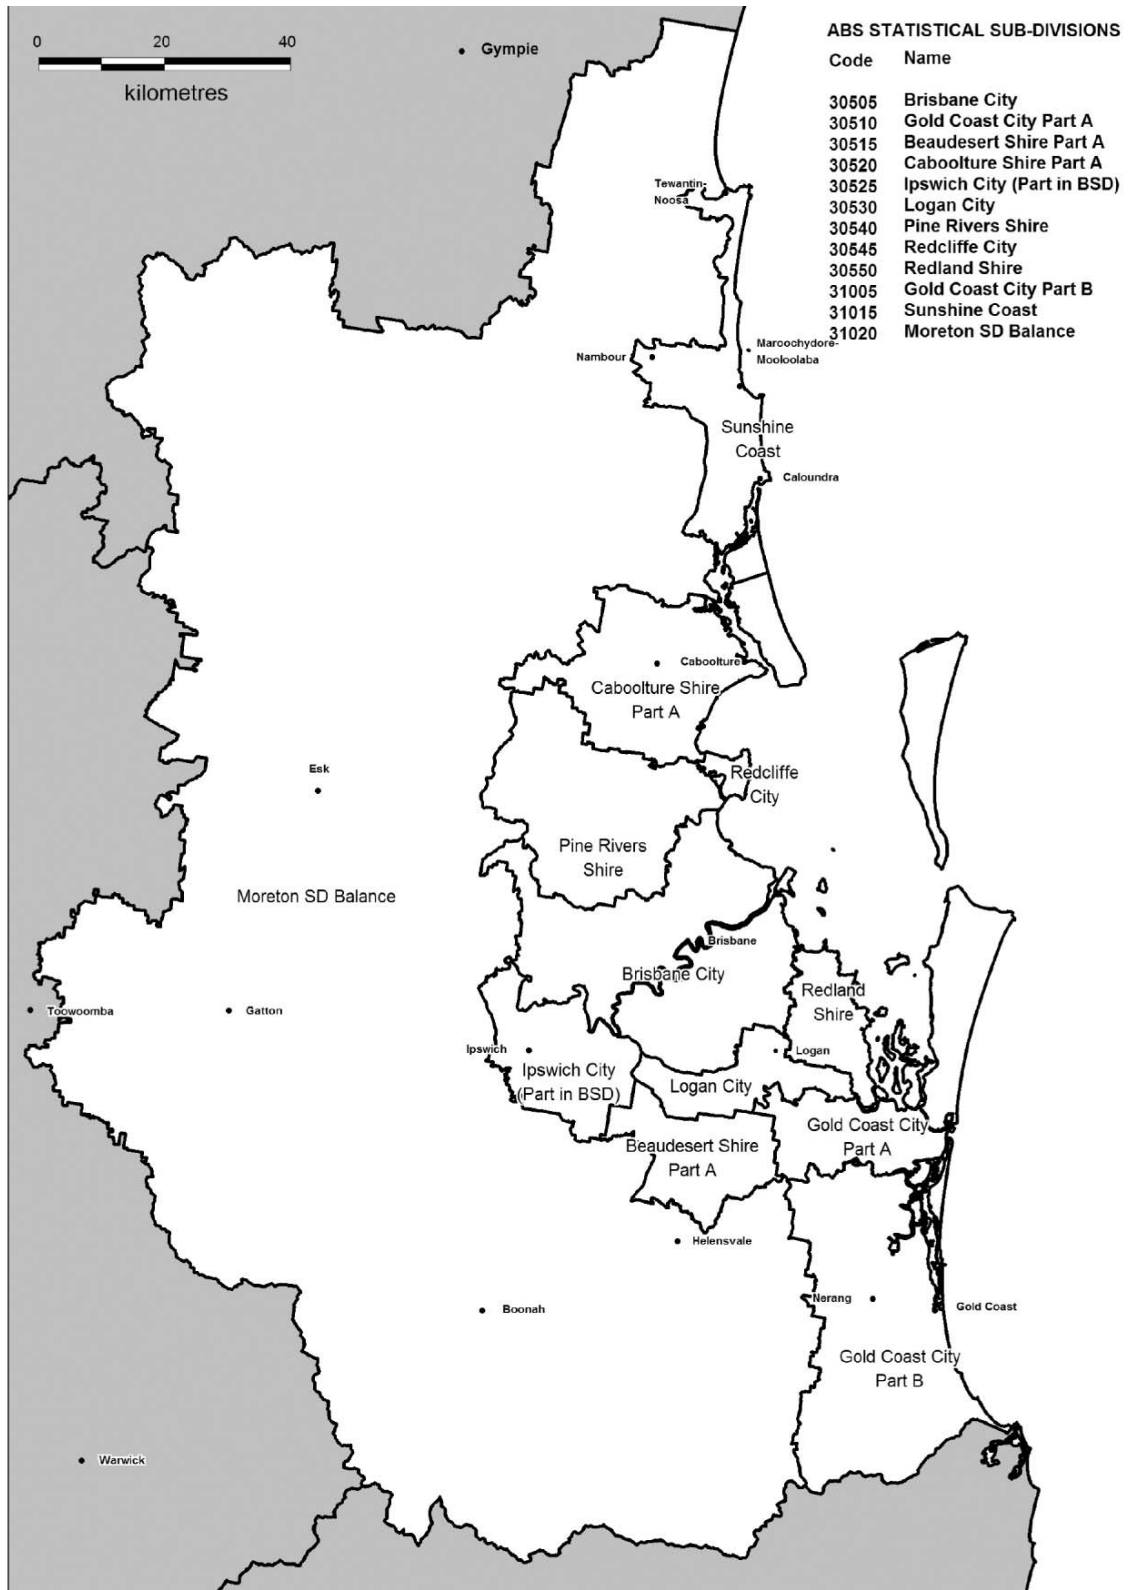 0 20 40
kilometres
Gympie
ABS STATISTICAL SUB-DIVISIONS
Code Name
30505 Brisbane City
30510 Gold Coast City Part A
30515 Beaudesert Shire Part A
30520 Caboolture Shire Part A
30525 Ipswich City (Part in BSD)
30530 Logan City
30540 Pine Rivers Shire
30545 Redcliffe City
30550 Redland Shire
31005 Gold Coast City Part B
31015 Sunshine Coast
31020 Moreton SD Balance
Tewantin-
Noosa
Nambour
Maroochydore-
Mooloolaba
Sunshine
Coast
Caloundra
Caboolture
Caboolture Shire
Part A
Esk
Redcliffe
City
Pine Rivers
Shire
Moreton SD Balance
Brisbane
Brisbane City
Redland
Shire
Toowoomba
Gatton
Ipswich
Logan
Ipswich City
(Part in BSD)
Logan City
Gold Coast City
Part A
Beaudesert Shire
Part A
Helensvale
Nerang
Gold Coast
Boonah
Gold Coast City
Part B
Warwick